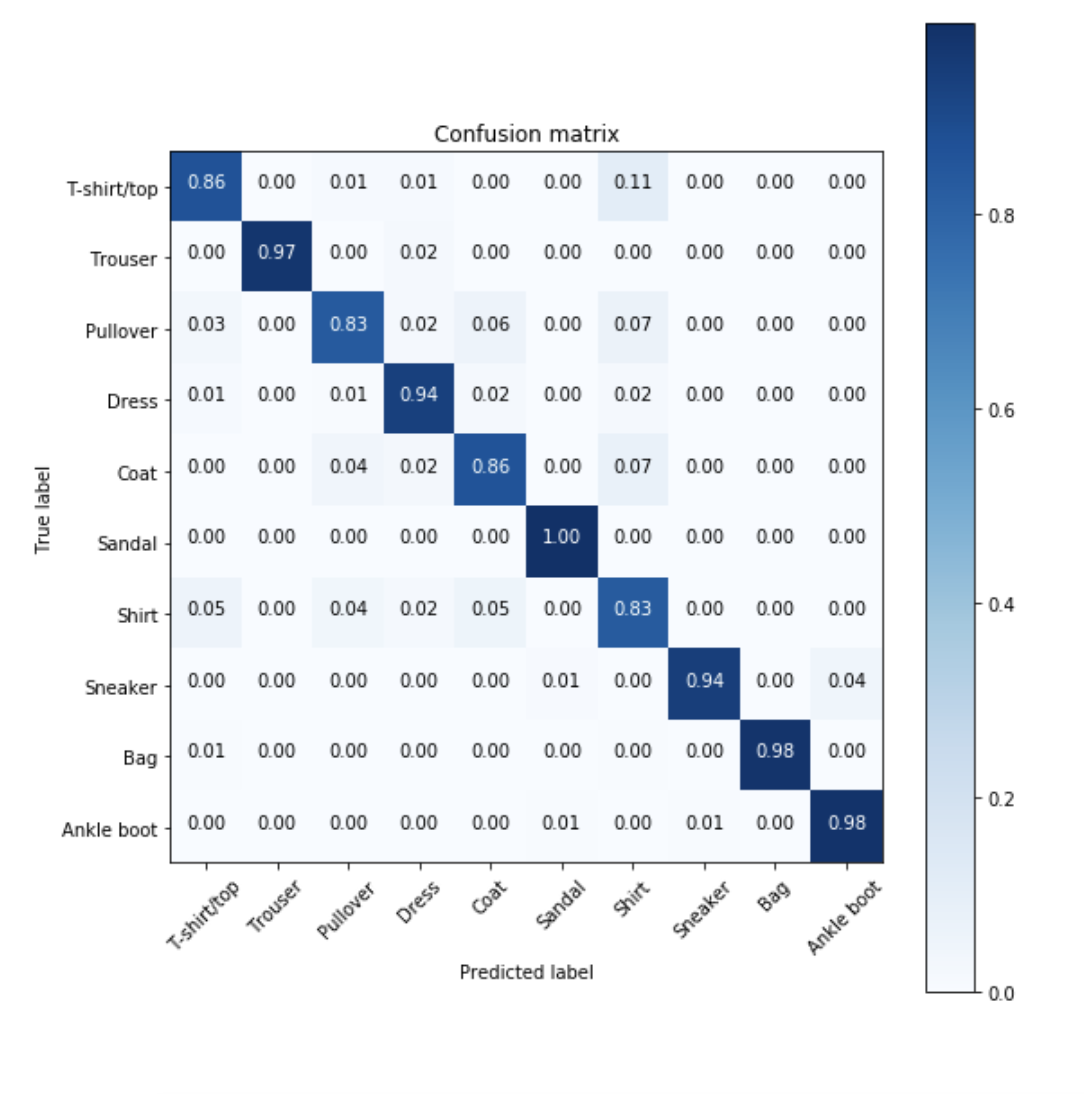 Confusion matrix
T-shirt/top 0.86 0.00 0.01 0.01 0.00 0.00 0.11 0.00 0.00 0.00
Trouser 0.00 0.97 0.00 0.02 0.00 0.00 0.00 0.00 0.00 0.00
Pullover 0.03 0.00 0.83 0.02 0.06 0.00 0.07 0.00 0.00 0.00
Dress 0.01 0.00 0.01 0.94 0.02 0.00 0.02 0.00 0.00 0.00
Coat 0.00 0.00 0.04 0.02 0.86 0.00 0.07 0.00 0.00 0.00
Sandal 0.00 0.00 0.00 0.00 0.00 1.00 0.00 0.00 0.00 0.00
Shirt 0.05 0.00 0.04 0.02 0.05 0.00 0.83 0.00 0.00 0.00
Sneaker 0.00 0.00 0.00 0.00 0.00 0.01 0.00 0.94 0.00 0.04
Bag 0.01 0.00 0.00 0.00 0.00 0.00 0.00 0.00 0.98 0.00
Ankle boot 0.00 0.00 0.00 0.00 0.00 0.01 0.00 0.01 0.00 0.98
True label
T-shirt/top Trouser Pullover Dress Coat Sandal Shirt Sneaker Bag Ankle boot
Predicted label
0.8
0.6
0.4
0.2
0.0